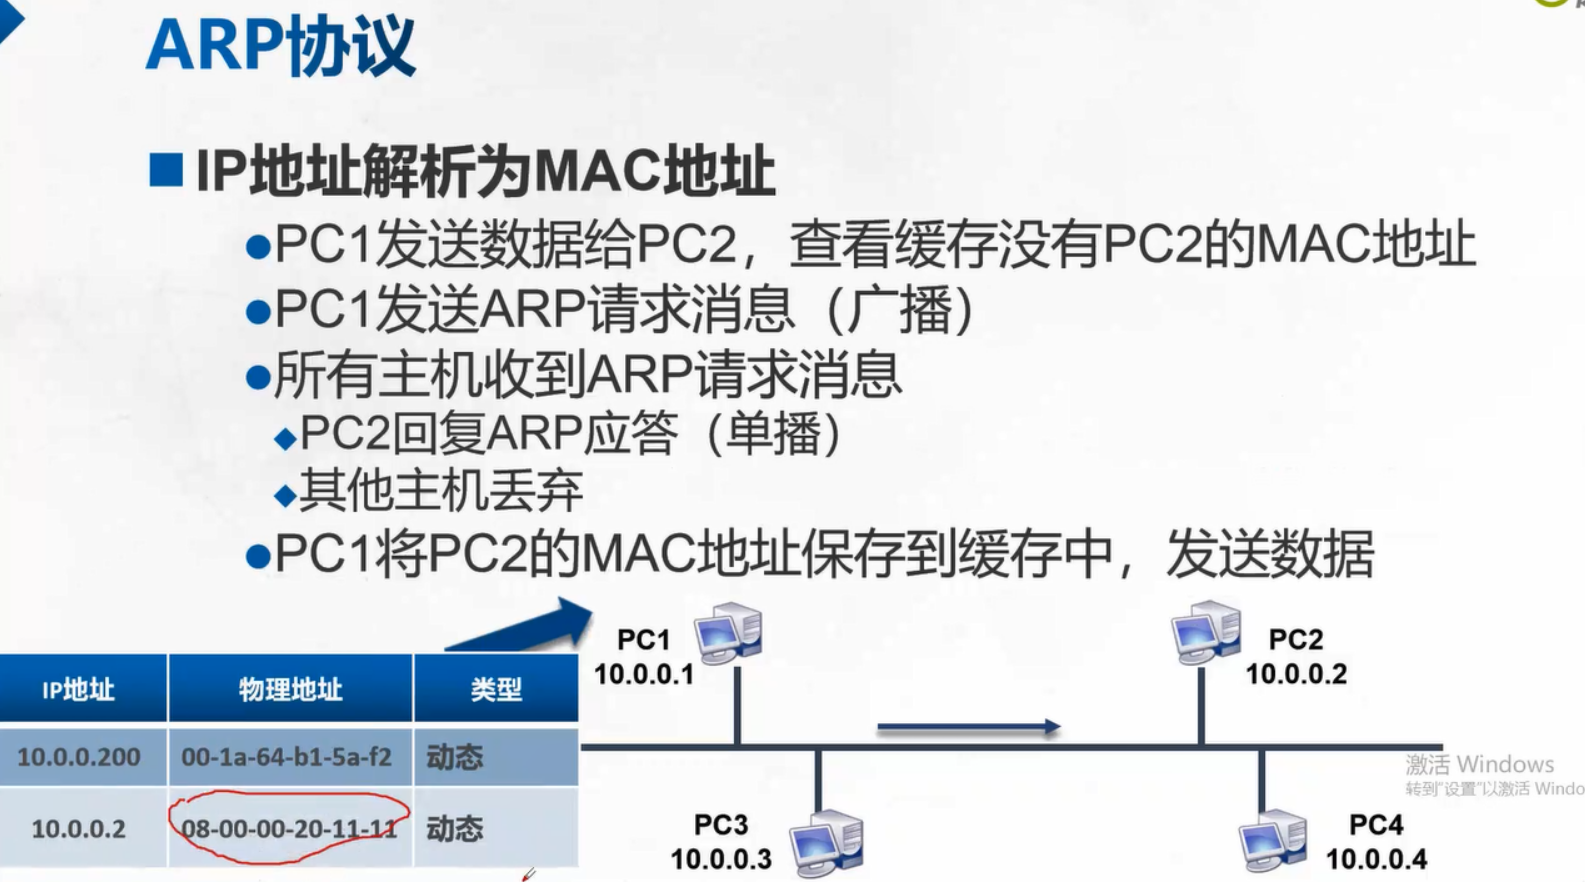 ARP协议
IP地址解析为MAC地址
PC1发送数据给PC2，查看缓存没有PC2的MAC地址
PC1发送ARP请求消息（广播）
所有主机收到ARP请求消息
PC2回复ARP应答（单播）
其他主机丢弃
PC1将PC2的MAC地址保存到缓存中，发送数据
IP地址 物理地址 类型
10.0.0.200 00-1a-64-b1-5a-f2 动态
10.0.0.2 08-00-00-20-11-11 动态
PC1
10.0.0.1
PC2
10.0.0.2
PC3
10.0.0.3
PC4
10.0.0.4
激活 Windows
转到"设置"以激活 Windo